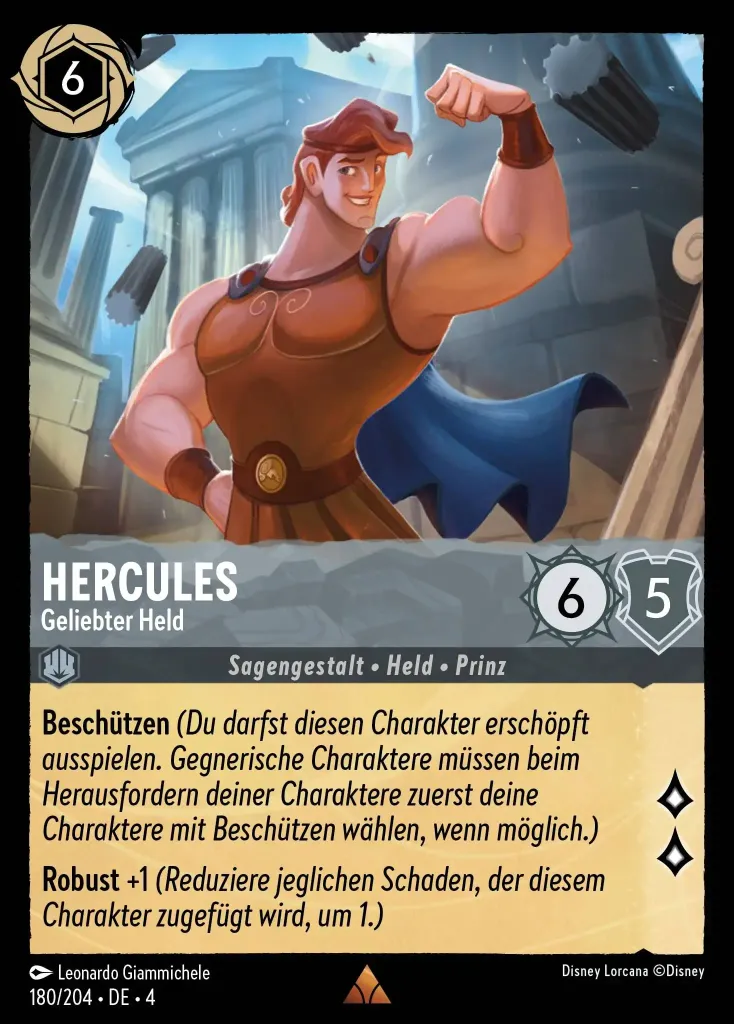 6
HERCULES
Geliebter Held
6
5
Sagengestalt • Held • Prinz
Beschützen (Du darfst diesen Charakter erschöpft
ausspielen. Gegnerische Charaktere müssen beim
Herausfordern deiner Charaktere zuerst deine
Charaktere mit Beschützen wählen, wenn möglich.)
Robust +1 (Reduziere jeglichen Schaden, der diesem
Charakter zugefügt wird, um 1.)
Leonardo Giammichele
Disney Lorcana ©Disney
180/204 • DE • 4